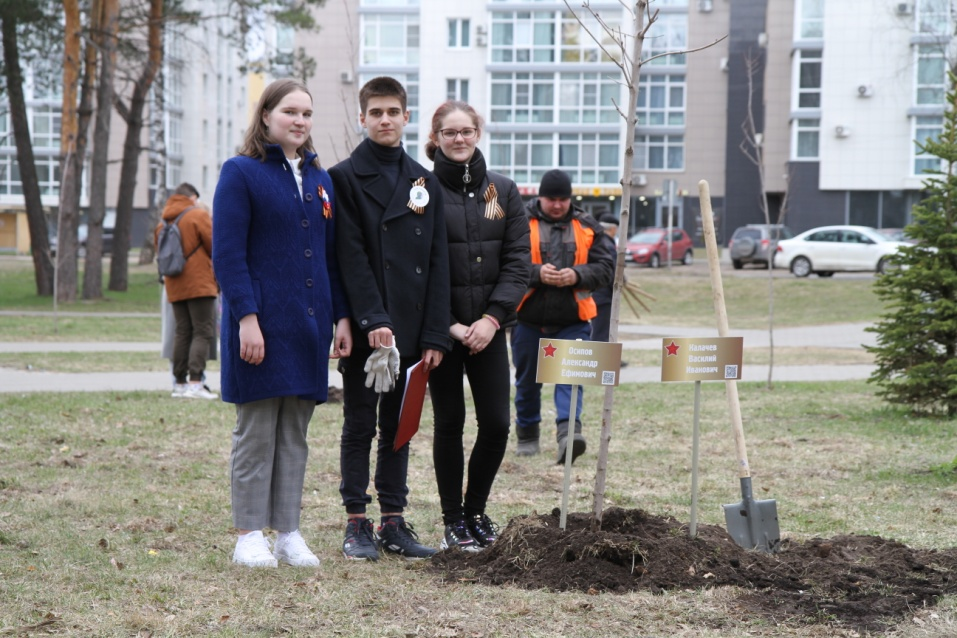 Осипов
Александр
Ефимович
Калачев
Василий
Иванович